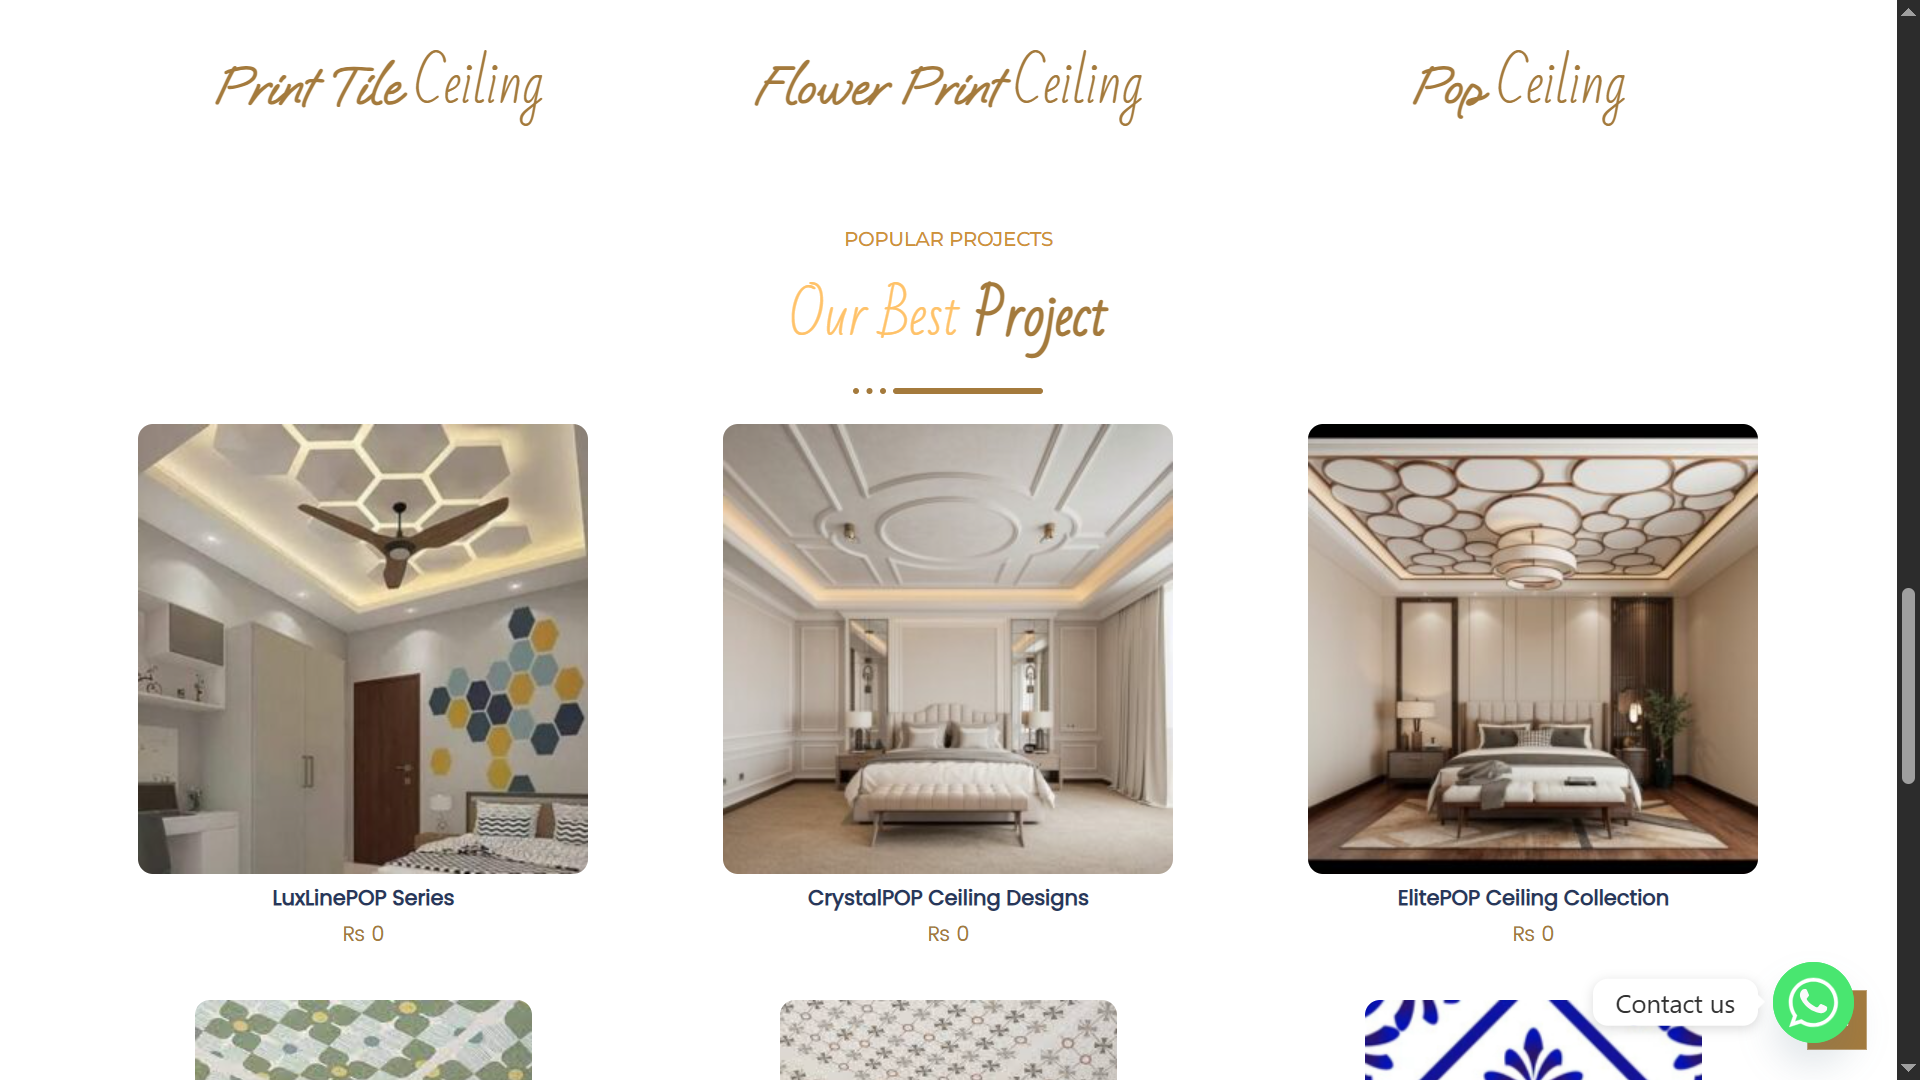 Print Tile Ceiling
Flower Print Ceiling
Pop Ceiling
POPULAR PROJECTS
Our Best Project
LuxLinePOP Series
Rs 0
CrystalPOP Ceiling Designs
Rs 0
ElitePOP Ceiling Collection
Rs 0
Contact us